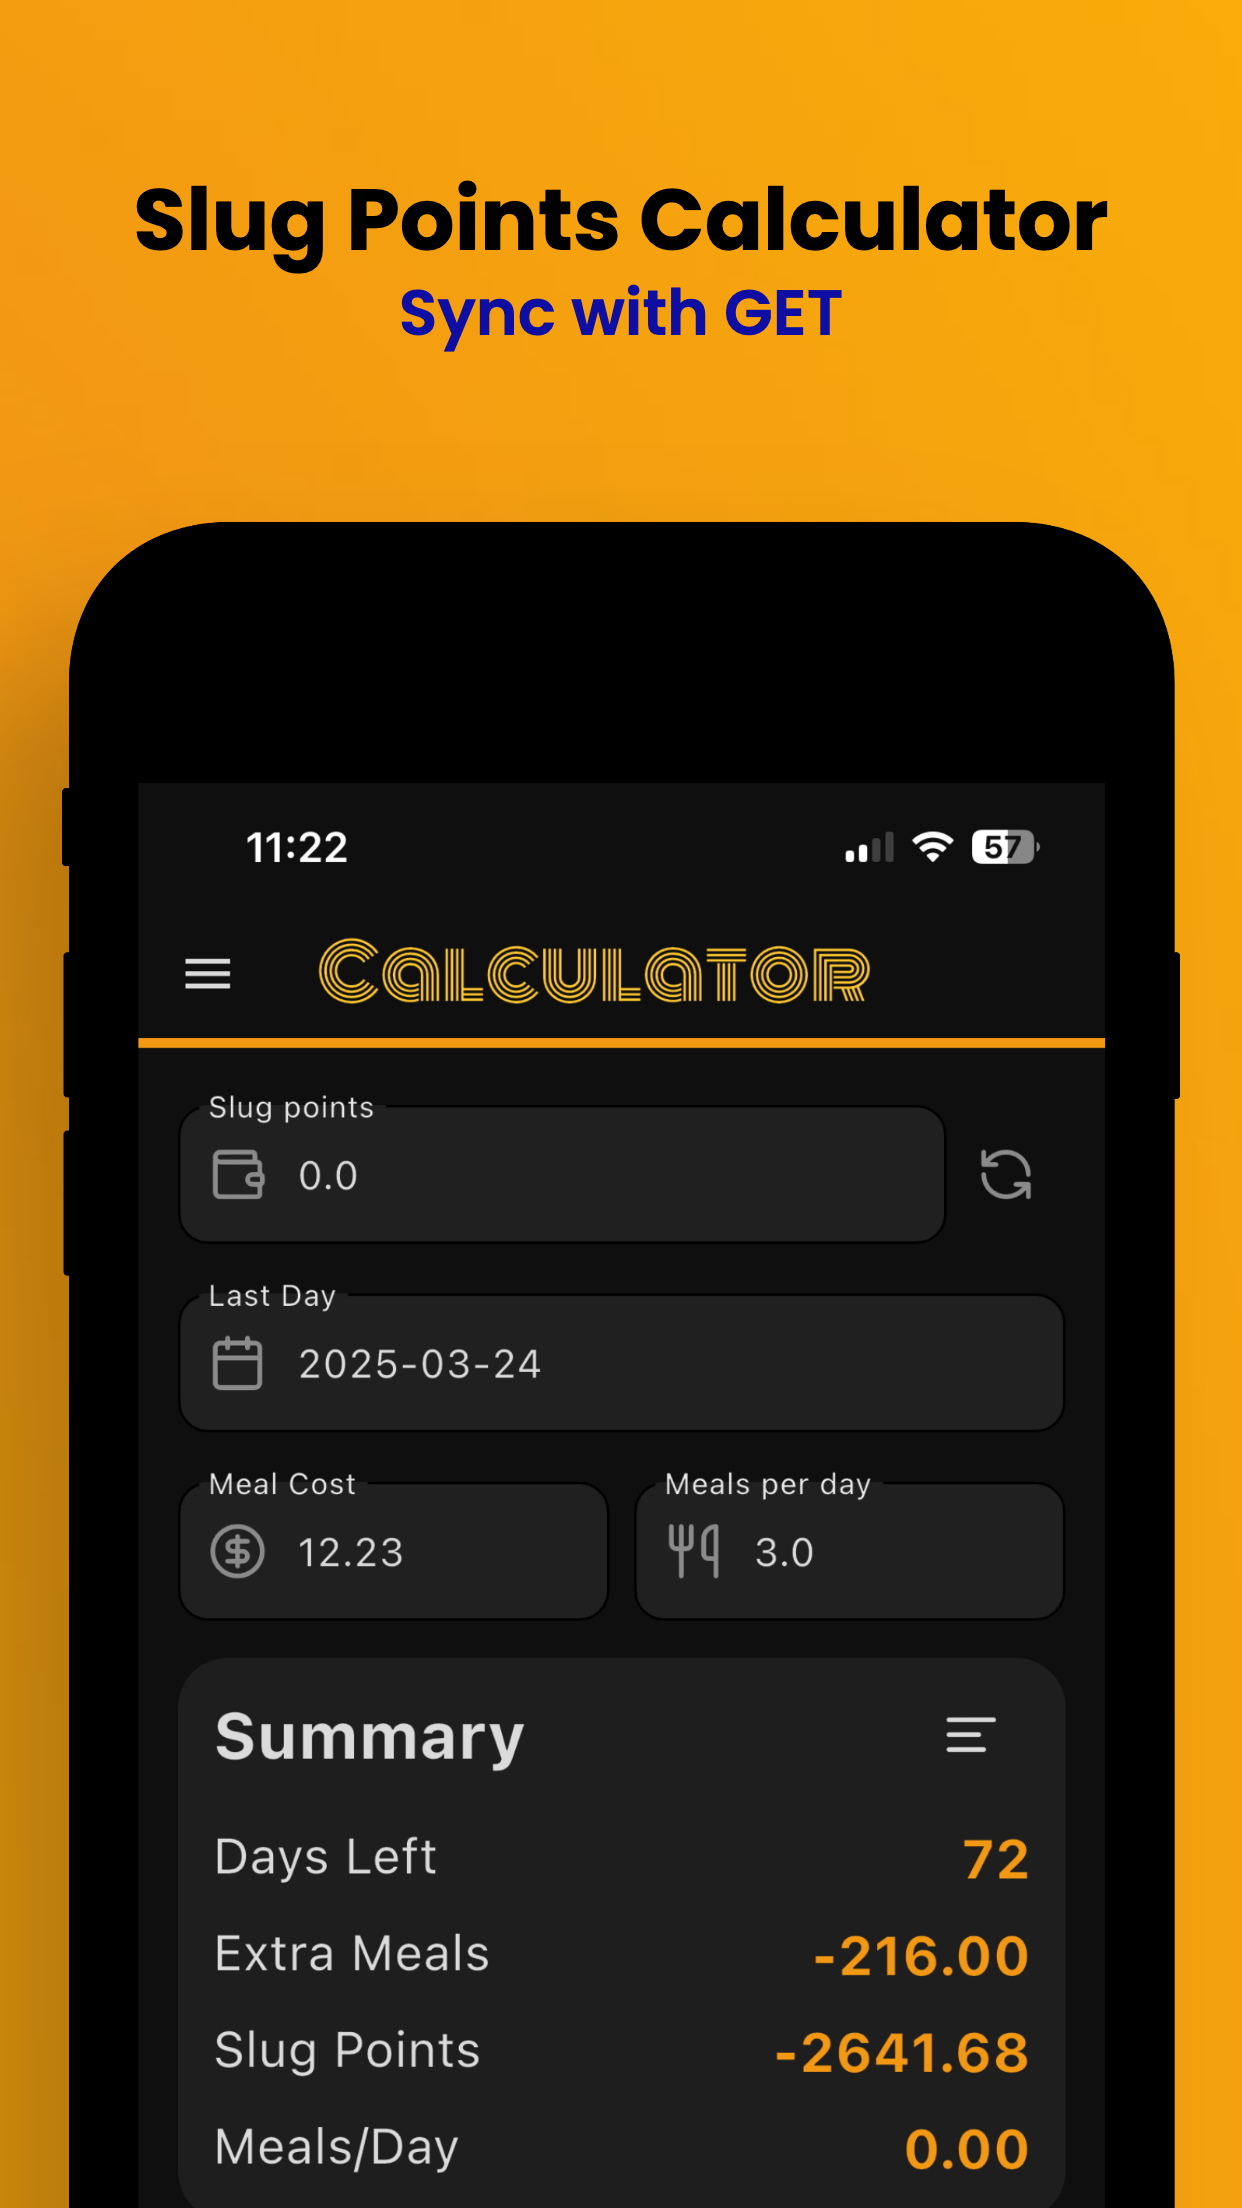 Slug Points Calculator
Sync with GET
11:22 57
Calculator
Slug points
0.0
Last Day
2025-03-24
Meal Cost Meals per day
12.23 3.0
Summary
Days Left 72
Extra Meals -216.00
Slug Points -2641.68
Meals/Day 0.00